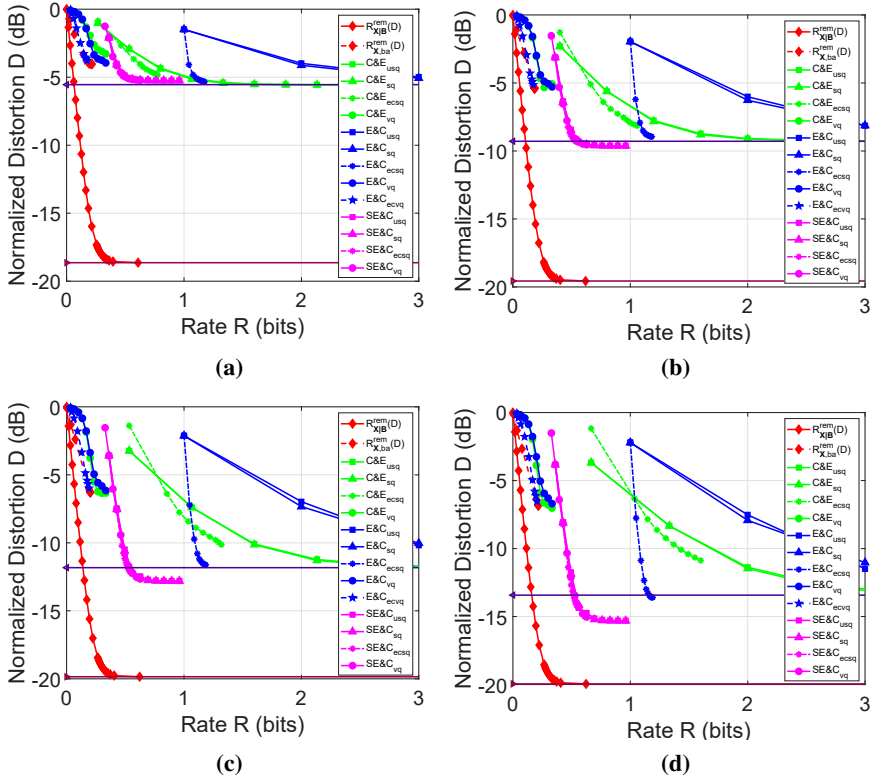 Normalized Distortion D (dB)
0
-5
-10
-15
-20
0
1
2
3
Rate R (bits)
R^rem_X|B(D)
R^rem_X,ba(D)
C&E_usq
C&E_sq
C&E_ecsq
C&E_vq
E&C_usq
E&C_sq
E&C_ecsq
E&C_vq
E&C_ecvq
SE&C_usq
SE&C_sq
SE&C_ecsq
SE&C_vq
(a)
Normalized Distortion D (dB)
0
-5
-10
-15
-20
0
1
2
3
Rate R (bits)
R^rem_X|B(D)
R^rem_X,ba(D)
C&E_usq
C&E_sq
C&E_ecsq
C&E_vq
E&C_usq
E&C_sq
E&C_ecsq
E&C_vq
E&C_ecvq
SE&C_usq
SE&C_sq
SE&C_ecsq
SE&C_vq
(b)
Normalized Distortion D (dB)
0
-5
-10
-15
-20
0
1
2
3
Rate R (bits)
R^rem_X|B(D)
R^rem_X,ba(D)
C&E_usq
C&E_sq
C&E_ecsq
C&E_vq
E&C_usq
E&C_sq
E&C_ecsq
E&C_vq
E&C_ecvq
SE&C_usq
SE&C_sq
SE&C_ecsq
SE&C_vq
(c)
Normalized Distortion D (dB)
0
-5
-10
-15
-20
0
1
2
3
Rate R (bits)
R^rem_X|B(D)
R^rem_X,ba(D)
C&E_usq
C&E_sq
C&E_ecsq
C&E_vq
E&C_usq
E&C_sq
E&C_ecsq
E&C_vq
E&C_ecvq
SE&C_usq
SE&C_sq
SE&C_ecsq
SE&C_vq
(d)